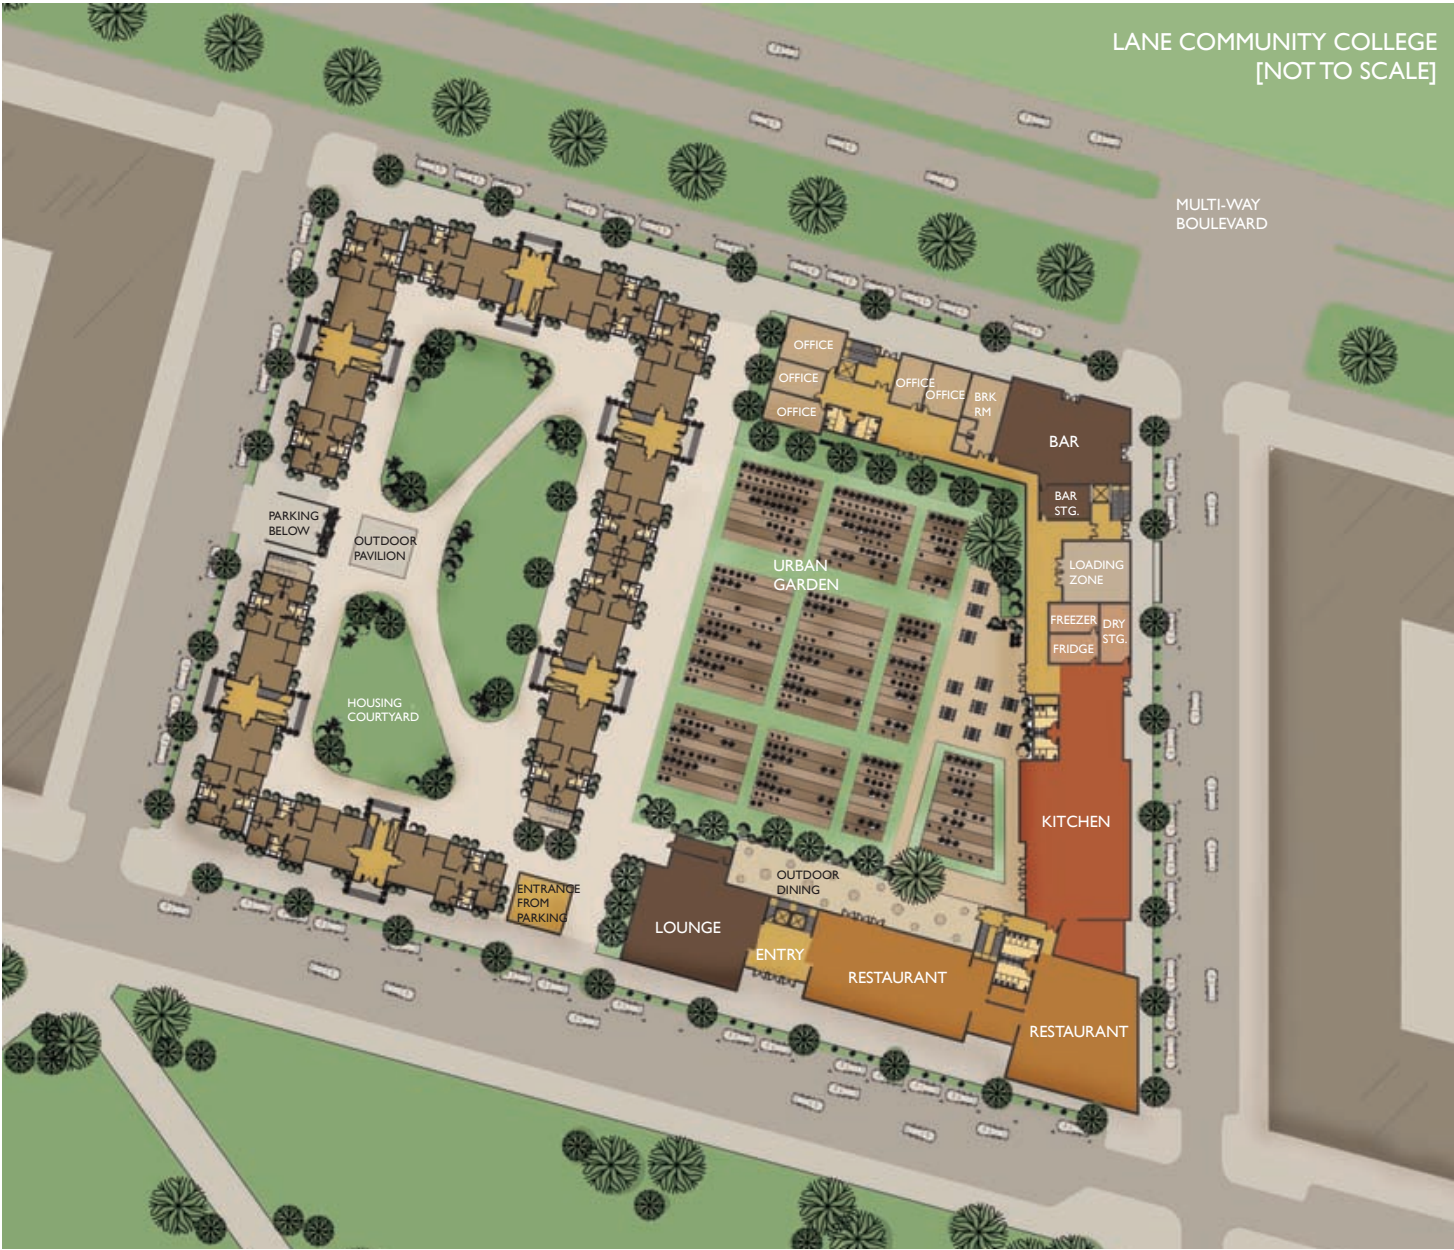 LANE COMMUNITY COLLEGE
[NOT TO SCALE]
MULTI-WAY
BOULEVARD
OFFICE
OFFICE
OFFICE
OFFICE
OFFICE
BRK
RM
BAR
BAR
STG.
PARKING
BELOW
OUTDOOR
PAVILION
URBAN
GARDEN
LOADING
ZONE
FREEZER
DRY
STG.
FRIDGE
HOUSING
COURTYARD
KITCHEN
OUTDOOR
DINING
ENTRANCE
FROM
PARKING
LOUNGE
ENTRY
RESTAURANT
RESTAURANT